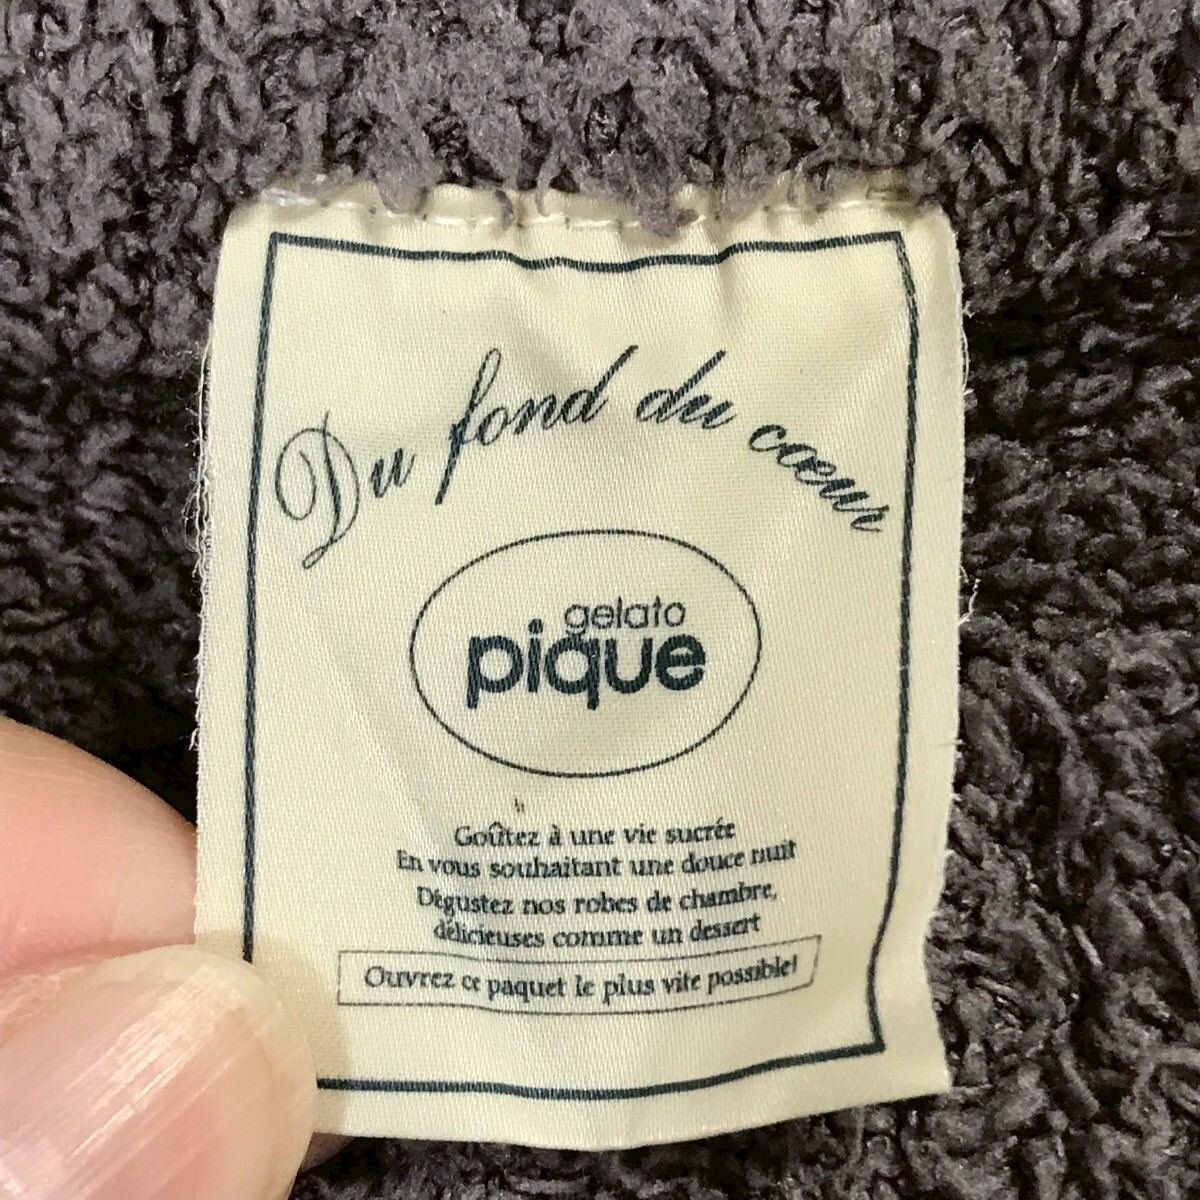 Du fond du cœur
gelato
pique
Goûtez à une vie sucrée
En vous souhaitant une douce nuit
Dégustez nos robes de chambre,
délicieuses comme un dessert
Ouvrez ce paquet le plus vite possible!